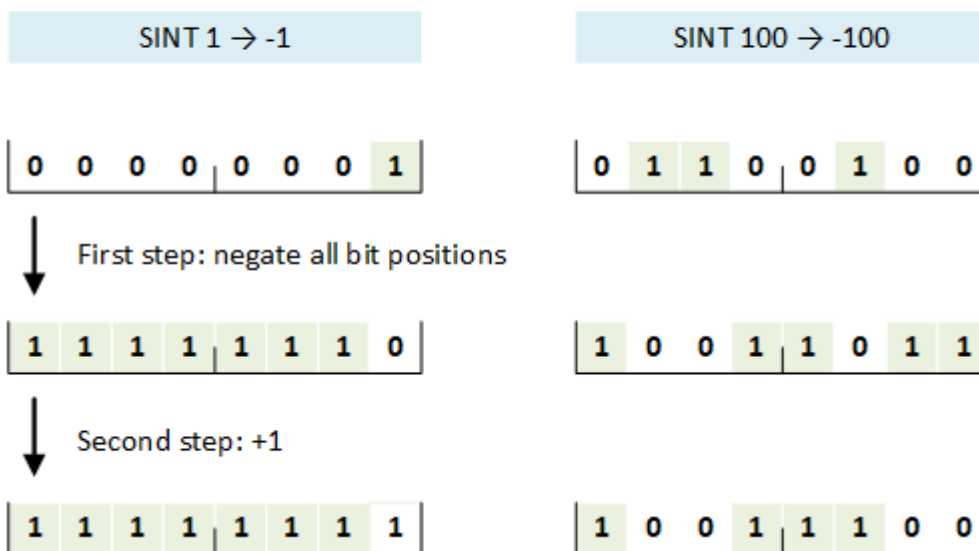 SINT 1 → -1 SINT 100 → -100
0 0 0 0 0 0 0 1 0 1 1 0 0 1 0 0
First step: negate all bit positions
1 1 1 1 1 1 1 0 1 0 0 1 1 0 1 1
Second step: +1
1 1 1 1 1 1 1 1 1 0 0 1 1 1 0 0